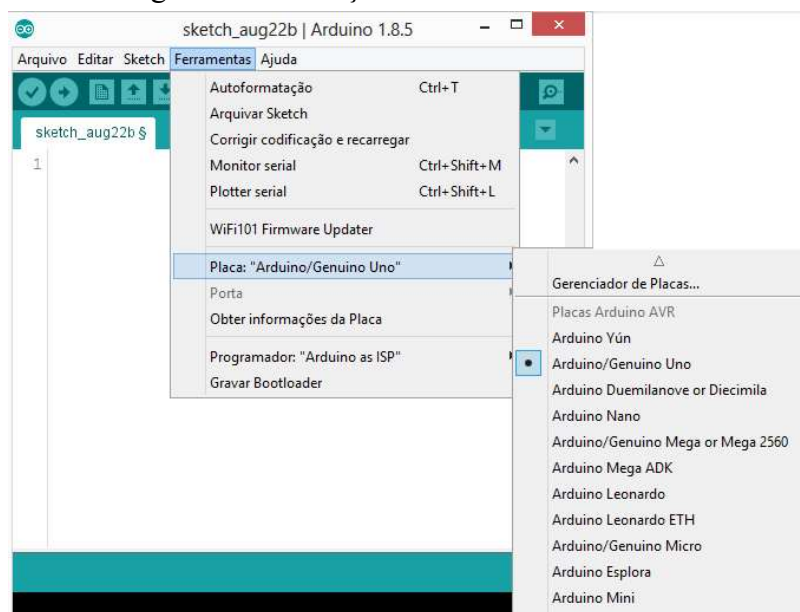 sketch_aug22b | Arduino 1.8.5
Arquivo Editar Sketch Ferramentas Ajuda
sketch_aug22b §
1
Autoformatação Ctrl+T
Arquivar Sketch
Corrigir codificação e recarregar
Monitor serial Ctrl+Shift+M
Plotter serial Ctrl+Shift+L
WiFi101 Firmware Updater
Placa: "Arduino/Genuino Uno"
Porta
Obter informações da Placa
Programador: "Arduino as ISP"
Gravar Bootloader
Gerenciador de Placas...
Placas Arduino AVR
Arduino Yún
Arduino/Genuino Uno
Arduino Duemilanove or Diecimila
Arduino Nano
Arduino/Genuino Mega or Mega 2560
Arduino Mega ADK
Arduino Leonardo
Arduino Leonardo ETH
Arduino/Genuino Micro
Arduino Esplora
Arduino Mini